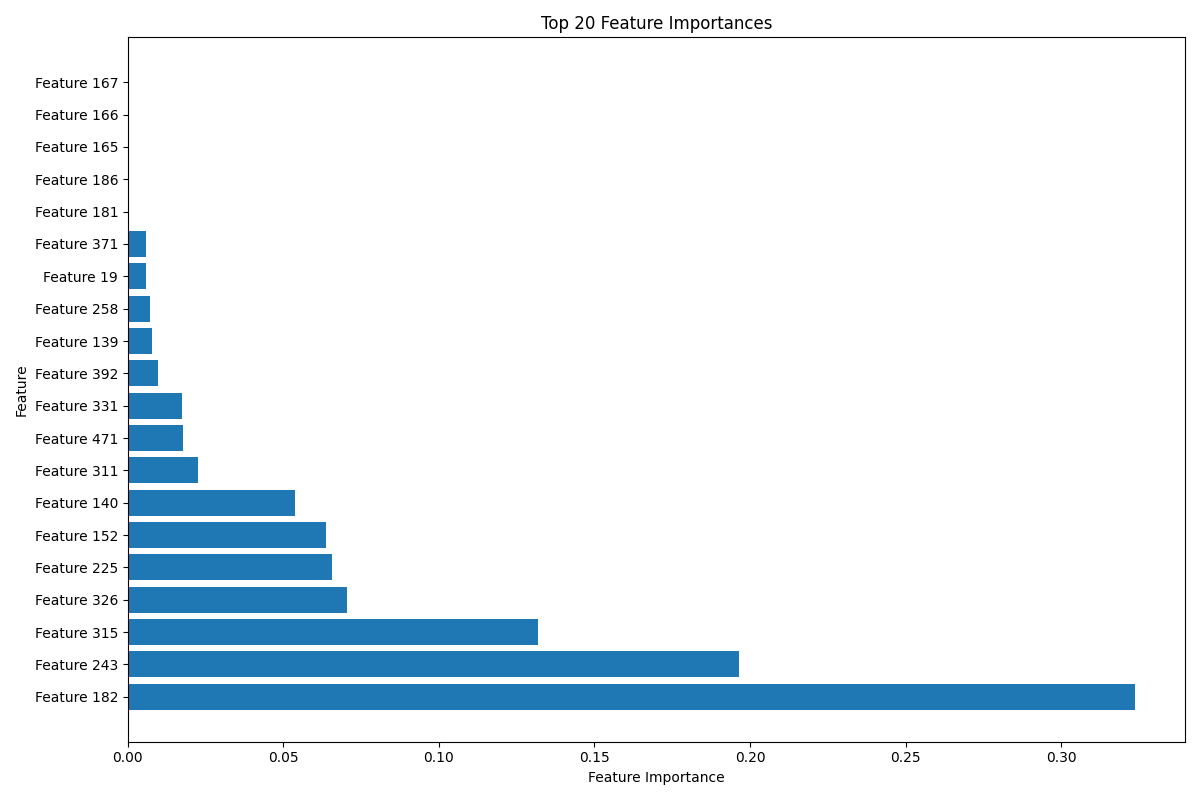 Top 20 Feature Importances
Feature 167
Feature 166
Feature 165
Feature 186
Feature 181
Feature 371
Feature 19
Feature 258
Feature 139
Feature 392
Feature 331
Feature 471
Feature 311
Feature 140
Feature 152
Feature 225
Feature 326
Feature 315
Feature 243
Feature 182
Feature
0.00 0.05 0.10 0.15 0.20 0.25 0.30
Feature Importance